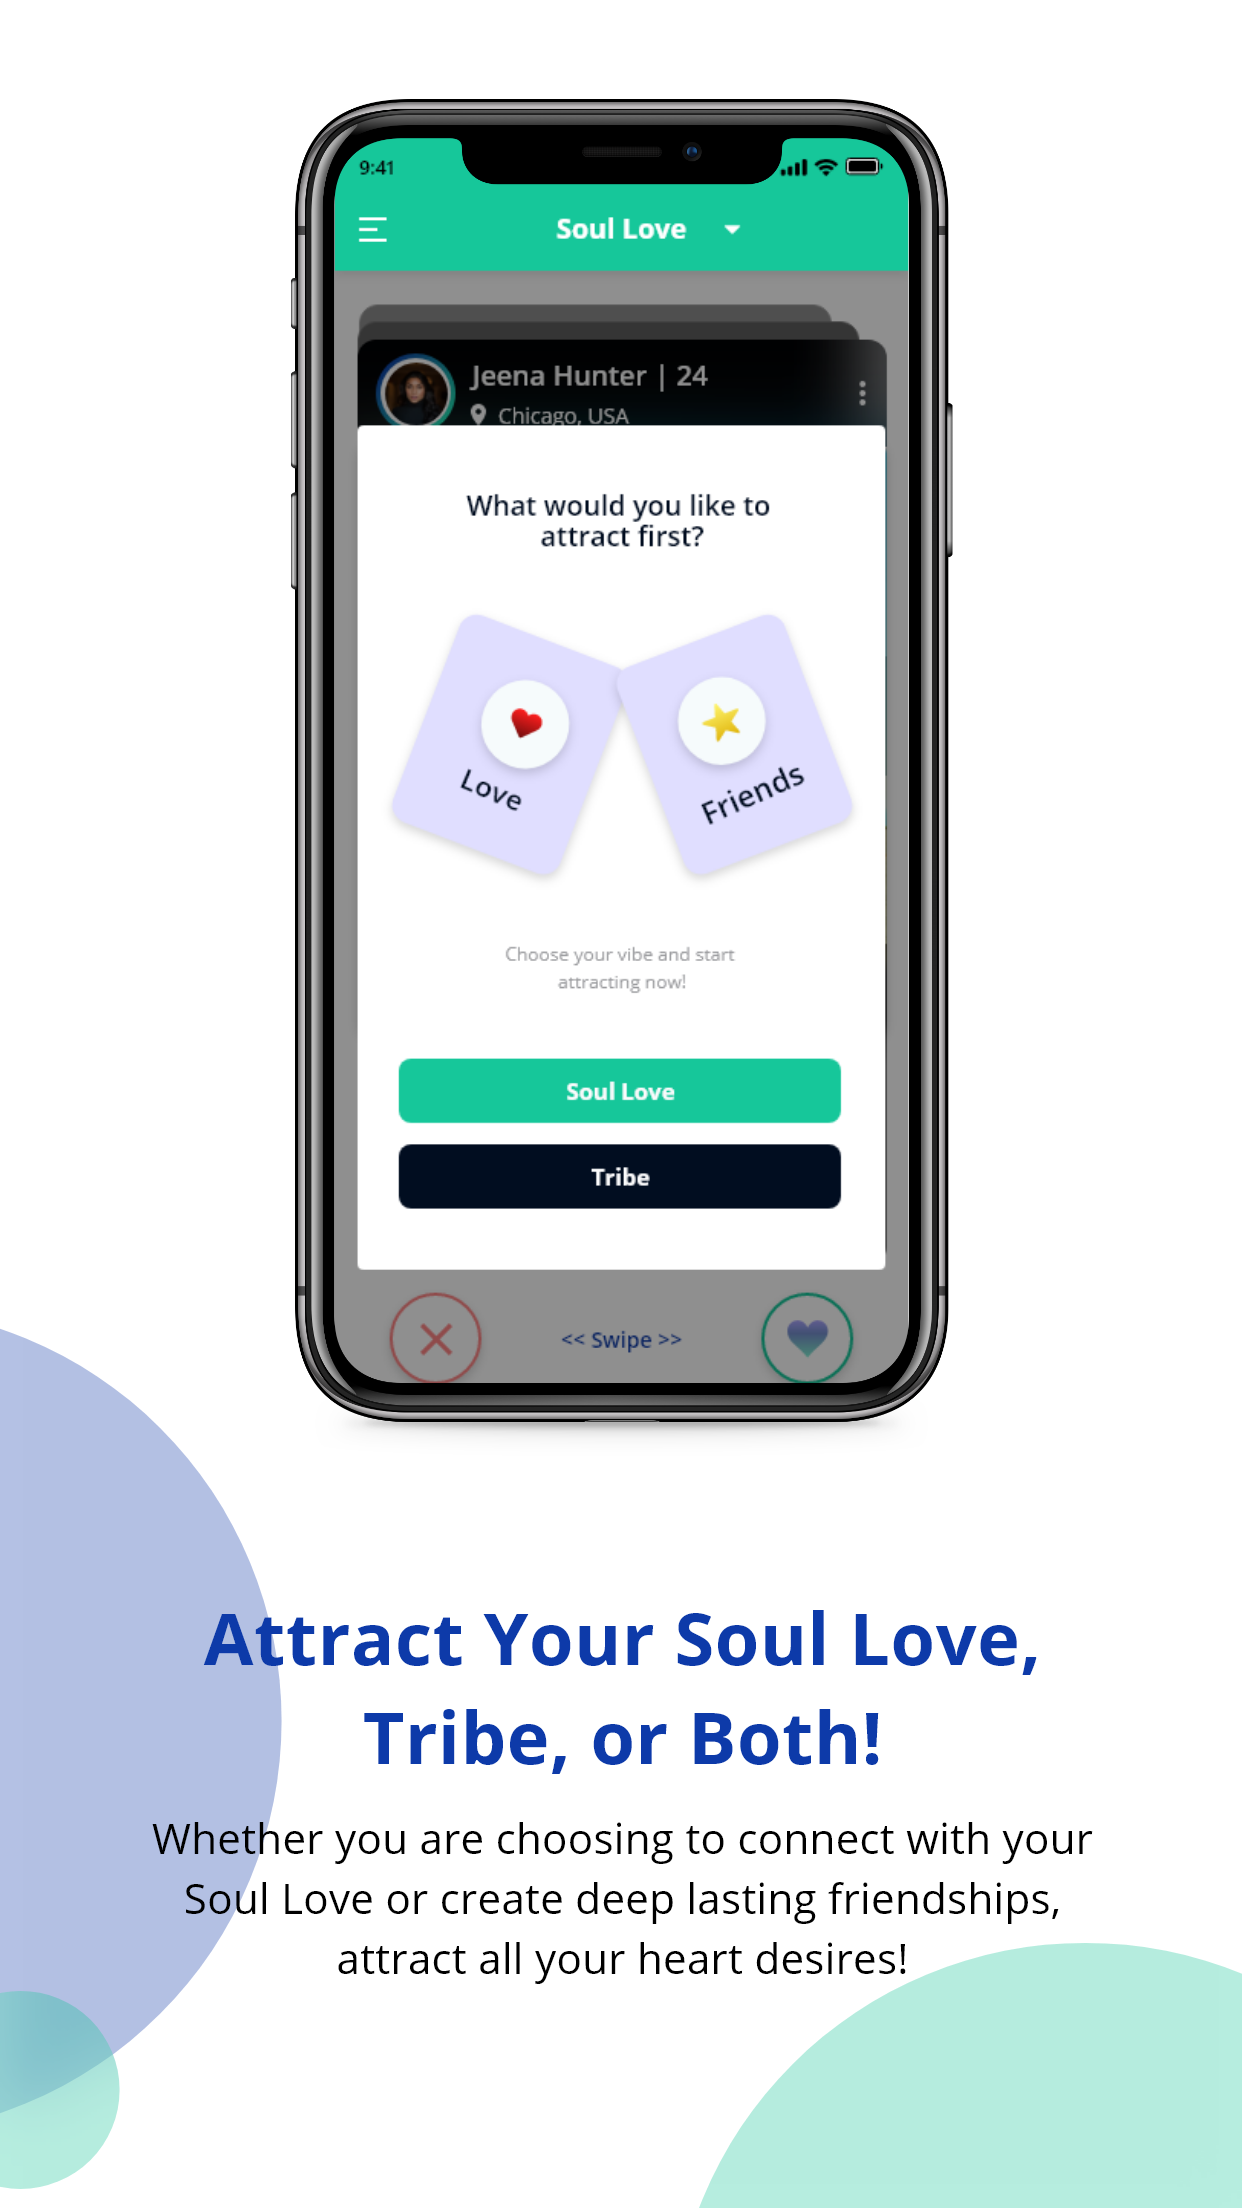 9:41
Soul Love
Jeena Hunter | 24
Chicago, USA
What would you like to
attract first?
Love
Friends
Choose your vibe and start
attracting now!
Soul Love
Tribe
<< Swipe >>
Attract Your Soul Love,
Tribe, or Both!
Whether you are choosing to connect with your
Soul Love or create deep lasting friendships,
attract all your heart desires!